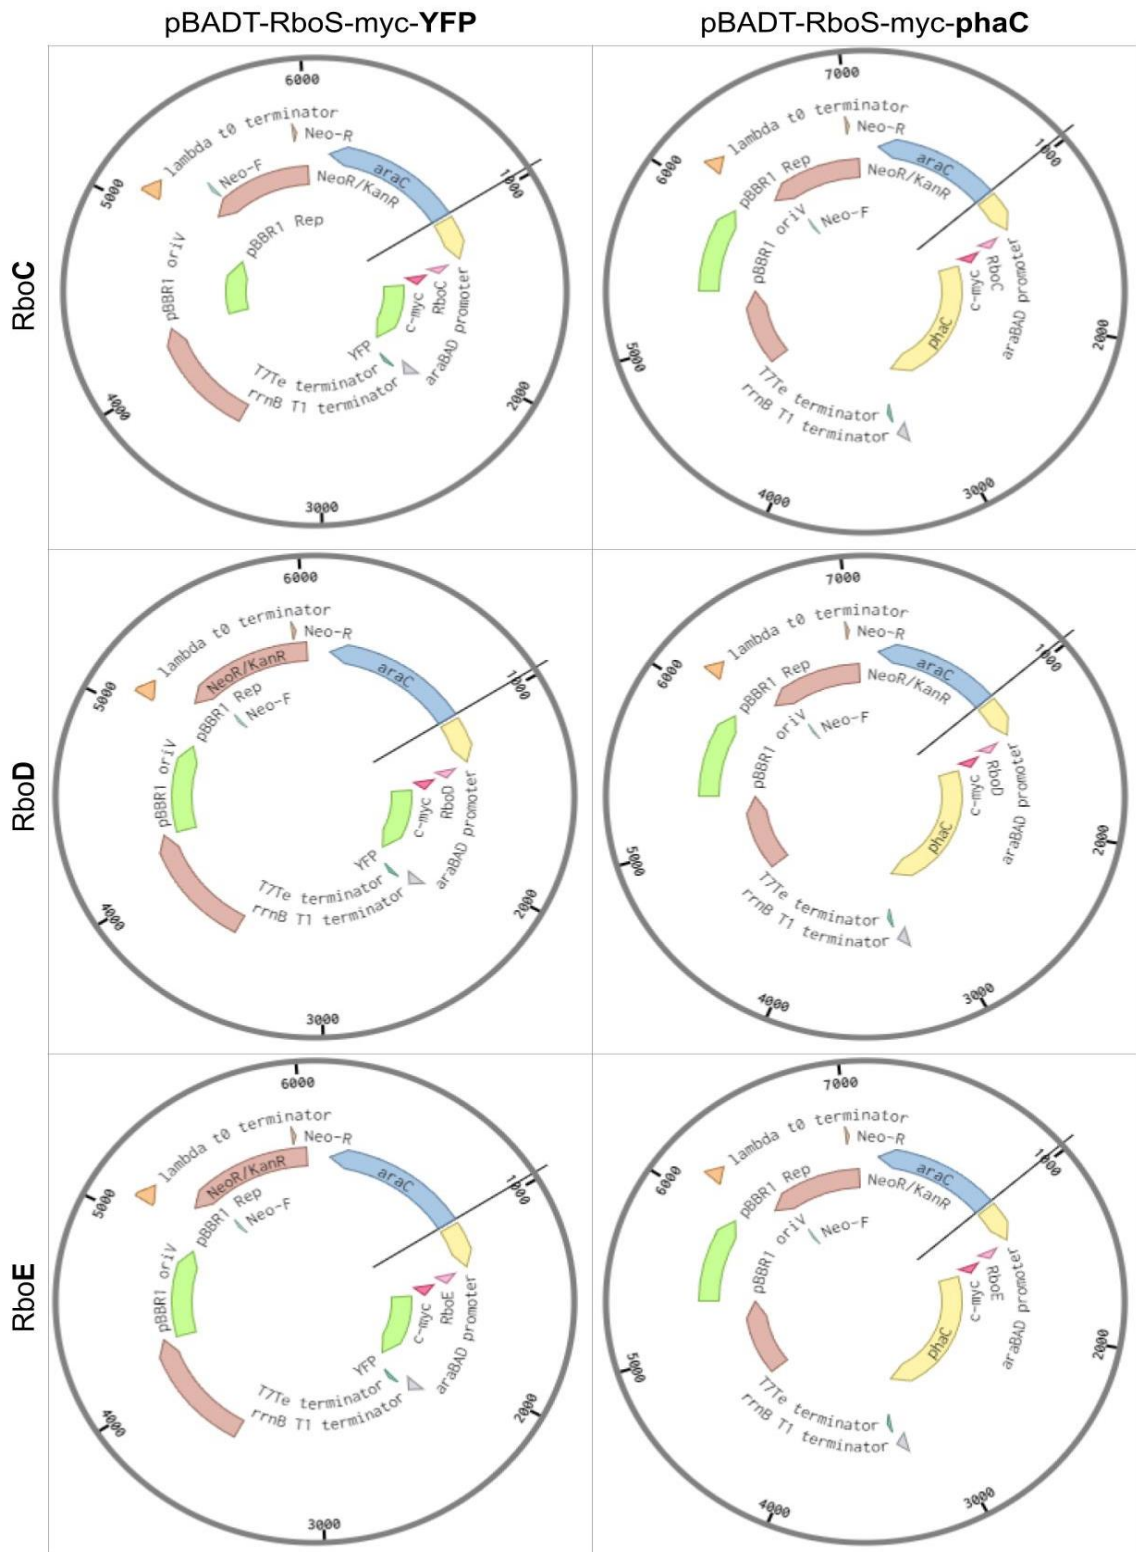 pBADT-RboS-myc-YFP
pBADT-RboS-myc-phaC
RboC
6000
lambda t0 terminator
Neo-R
araC
Neo-F
NeoR/KanR
1000
5000
pBBR1 Rep
pBBR1 oriV
RboC
c-myc
araBAD promoter
YFP
T7Te terminator
rrnB T1 terminator
4000
2000
3000
7000
lambda t0 terminator
Neo-R
araC
1000
6000
pBBR1 Rep
NeoR/KanR
pBBR1 oriV
Neo-F
RboC
c-myc
araBAD promoter
phaC
T7Te terminator
rrnB T1 terminator
5000
2000
4000
3000
RboD
6000
lambda t0 terminator
Neo-R
NeoR/KanR
araC
1000
5000
pBBR1 Rep
Neo-F
pBBR1 oriV
RboD
c-myc
araBAD promoter
YFP
T7Te terminator
rrnB T1 terminator
4000
2000
3000
7000
lambda t0 terminator
Neo-R
araC
1000
6000
pBBR1 Rep
NeoR/KanR
pBBR1 oriV
Neo-F
RboD
c-myc
araBAD promoter
phaC
T7Te terminator
rrnB T1 terminator
5000
2000
4000
3000
RboE
6000
lambda t0 terminator
Neo-R
NeoR/KanR
araC
1000
5000
pBBR1 Rep
Neo-F
pBBR1 oriV
RboE
c-myc
araBAD promoter
YFP
T7Te terminator
rrnB T1 terminator
4000
2000
3000
7000
lambda t0 terminator
Neo-R
araC
1000
6000
pBBR1 Rep
NeoR/KanR
pBBR1 oriV
Neo-F
RboE
c-myc
araBAD promoter
phaC
T7Te terminator
rrnB T1 terminator
5000
2000
4000
3000